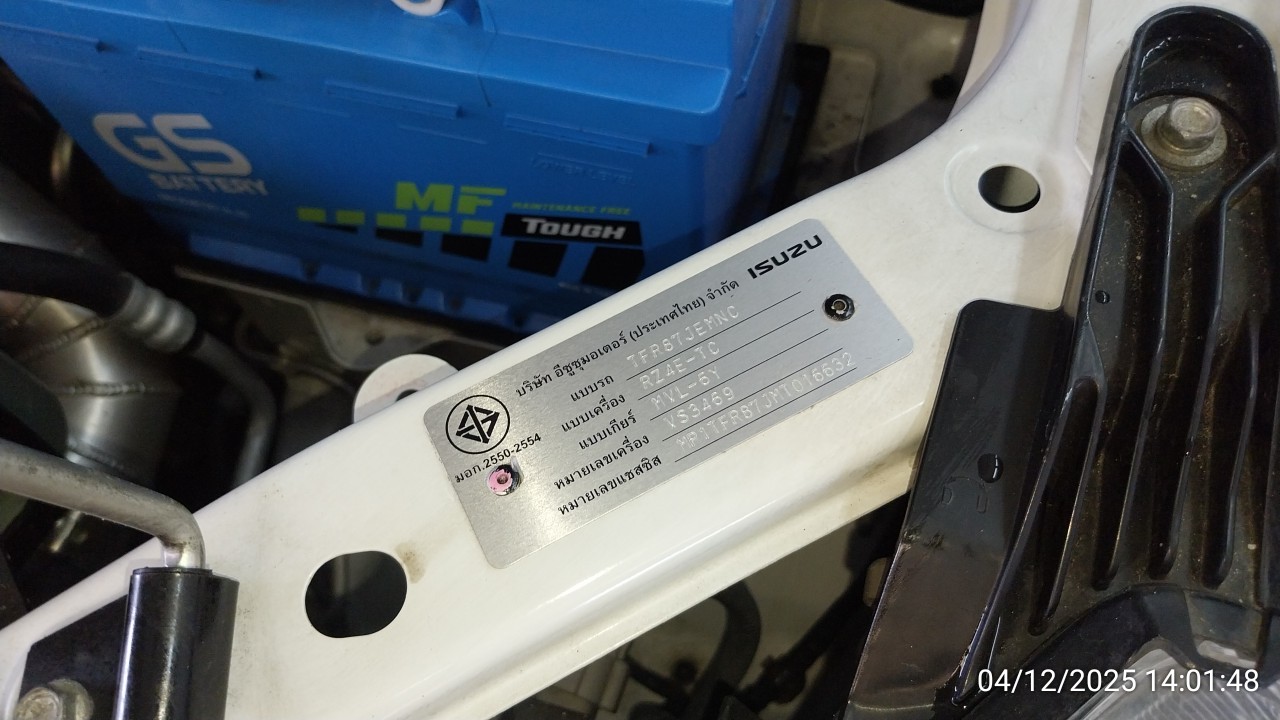 GS
BATTERY
MF
MAINTENANCE FREE
TOUGH
ISUZU
บริษัท อีซูซุมอเตอร์ (ประเทศไทย) จำกัด
แบบรถ TFR87JEMNC
แบบเครื่อง RZ4E-TC
แบบเกียร์ MVL-6Y
หมายเลขเครื่อง VS3469
หมายเลขแชสซิส MP1TFR87JMT016632
มอก.2550-2554
04/12/2025 14:01:48